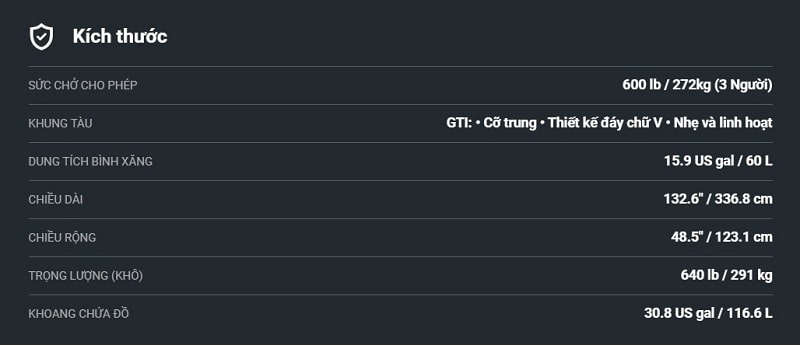 Kích thước
SỨC CHỞ CHO PHÉP 600 lb / 272kg (3 Người)
KHUNG TÀU GTI: • Cỡ trung • Thiết kế đáy chữ V • Nhẹ và linh hoạt
DUNG TÍCH BÌNH XĂNG 15.9 US gal / 60 L
CHIỀU DÀI 132.6" / 336.8 cm
CHIỀU RỘNG 48.5" / 123.1 cm
TRỌNG LƯỢNG (KHÔ) 640 lb / 291 kg
KHOANG CHỨA ĐỒ 30.8 US gal / 116.6 L